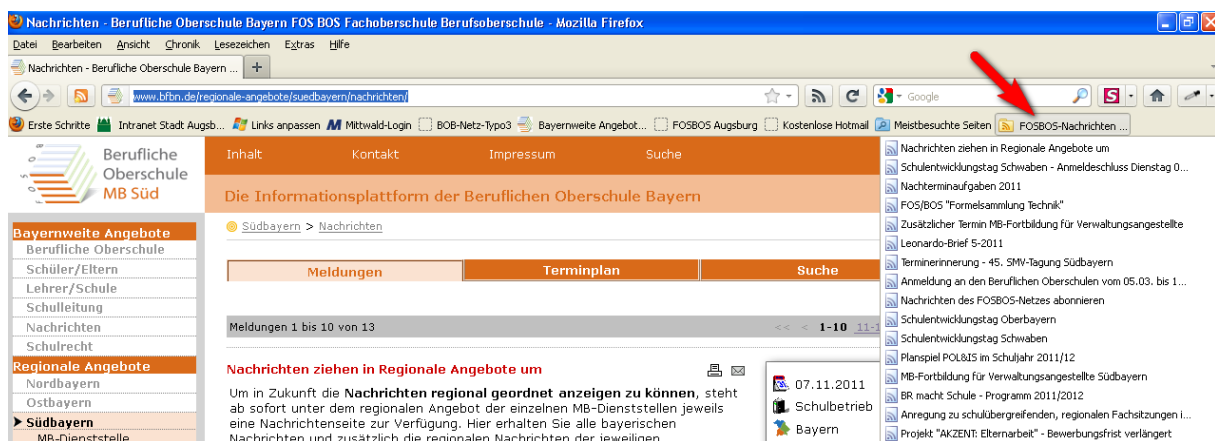 Nachrichten - Berufliche Oberschule Bayern FOS BOS Fachoberschule Berufsoberschule - Mozilla Firefox
Datei Bearbeiten Ansicht Chronik Lesezeichen Extras Hilfe
Nachrichten - Berufliche Oberschule Bayern ... +
www.bfbn.de/regionale-angebote/suedbayern/nachrichten/
Google
Erste Schritte Intranet Stadt Augsb... Links anpassen Mittwald-Login BOB-Netz-Typo3 Bayernweite Angebot... FOSBOS Augsburg Kostenlose Hotmail Meistbesuchte Seiten FOSBOS-Nachrichten ...
Berufliche
Oberschule
MB Süd
Inhalt Kontakt Impressum Suche
Die Informationsplattform der Beruflichen Oberschule Bayern
Südbayern > Nachrichten
Bayernweite Angebote
Berufliche Oberschule
Schüler/Eltern
Lehrer/Schule
Schulleitung
Nachrichten
Schulrecht
Regionale Angebote
Nordbayern
Ostbayern
Südbayern
MB-Dienststelle
Meldungen Terminplan Suche
Meldungen 1 bis 10 von 13 << < 1-10 11-1
Nachrichten ziehen in Regionale Angebote um
Um in Zukunft die Nachrichten regional geordnet anzeigen zu können, steht
ab sofort unter dem regionalen Angebot der einzelnen MB-Dienststellen jeweils
eine Nachrichtenseite zur Verfügung. Hier erhalten Sie alle bayerischen
Nachrichten und zusätzlich die regionalen Nachrichten der jeweiligen
07.11.2011
Schulbetrieb
Bayern
Nachrichten ziehen in Regionale Angebote um
Schulentwicklungstag Schwaben - Anmeldeschluss Dienstag 0...
Nachterminaufgaben 2011
FOS/BOS "Formelsammlung Technik"
Zusätzlicher Termin MB-Fortbildung für Verwaltungsangestellte
Leonardo-Brief 5-2011
Terminerinnerung - 45. SMV-Tagung Südbayern
Anmeldung an den Beruflichen Oberschulen vom 05.03. bis 1...
Nachrichten des FOSBOS-Netzes abonnieren
Schulentwicklungstag Oberbayern
Schulentwicklungstag Schwaben
Planspiel POL&IS im Schuljahr 2011/12
MB-Fortbildung für Verwaltungsangestellte Südbayern
BR macht Schule - Programm 2011/2012
Anregung zu schulübergreifenden, regionalen Fachsitzungen i...
Projekt "AKZENT: Elternarbeit" - Bewerbungsfrist verlängert